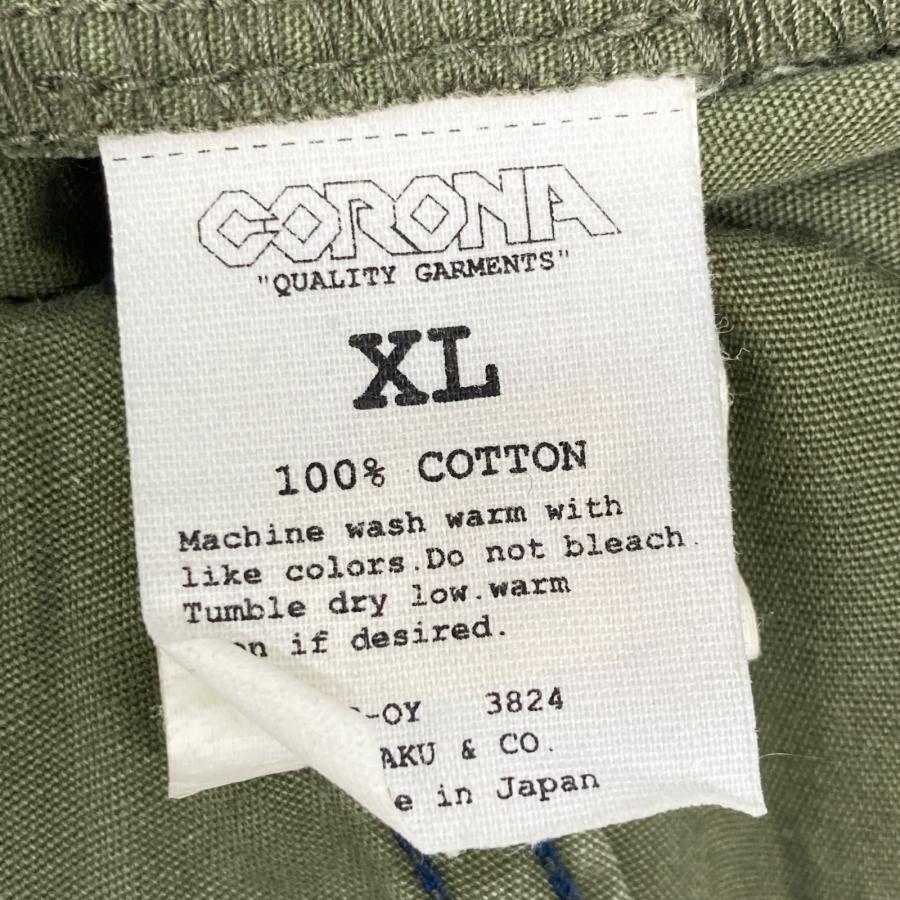 CORONA
"QUALITY GARMENTS"
XL
100% COTTON
Machine wash warm with
like colors.Do not bleach.
Tumble dry low.warm
if desired.
-OY 3824
& CO.
in Japan